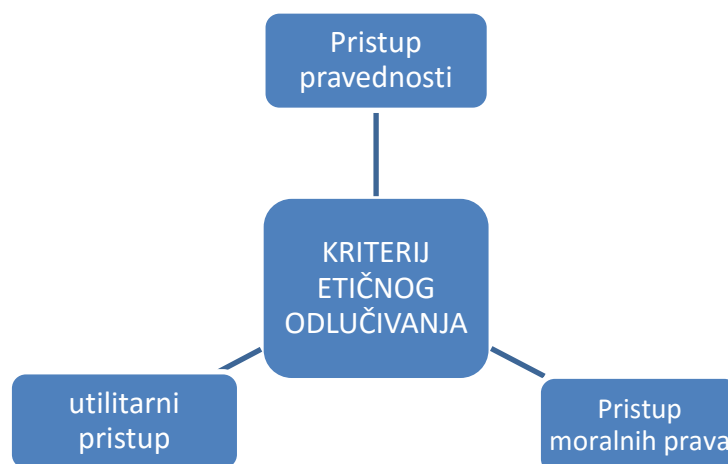 Pristup
pravednosti
KRITERIJ
ETIČNOG
ODLUČIVANJA
utilitarni
pristup
Pristup
moralnih prava